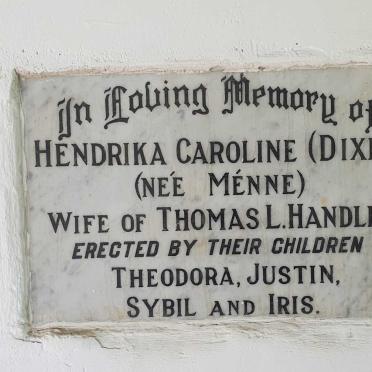 In Loving Memory of
HENDRIKA CAROLINE (DIXI
(NÉE MÉNNE)
WIFE OF THOMAS L. HANDL
ERECTED BY THEIR CHILDREN
THEODORA, JUSTIN,
SYBIL AND IRIS.